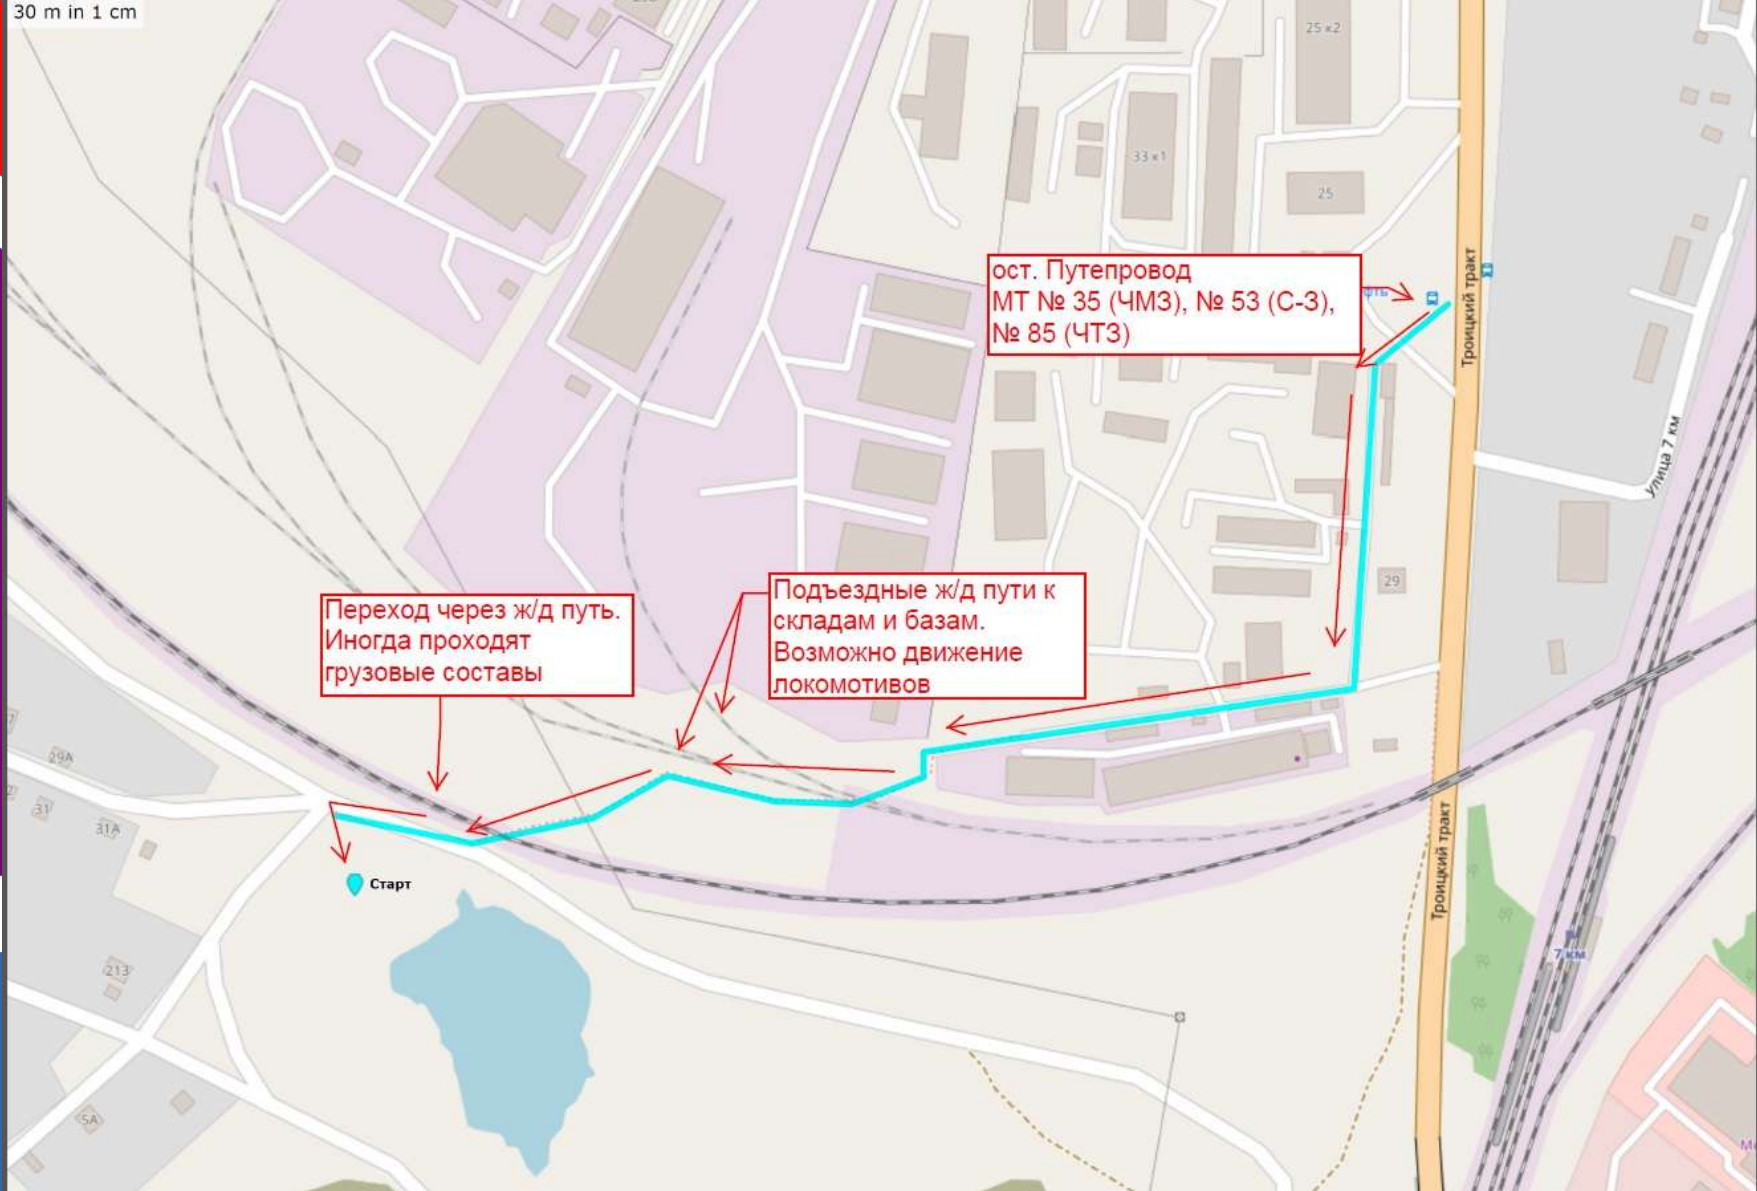 30 m in 1 cm
25 к2
33 к1
25
ост. Путепровод
МТ № 35 (ЧМЗ), № 53 (С-З),
№ 85 (ЧТЗ)
Троицкий тракт
Улица 7 км
29
Переход через ж/д путь.
Иногда проходят
грузовые составы
Подъездные ж/д пути к
складам и базам.
Возможно движение
локомотивов
29А
31
31А
Старт
Троицкий тракт
7 км
213
5А